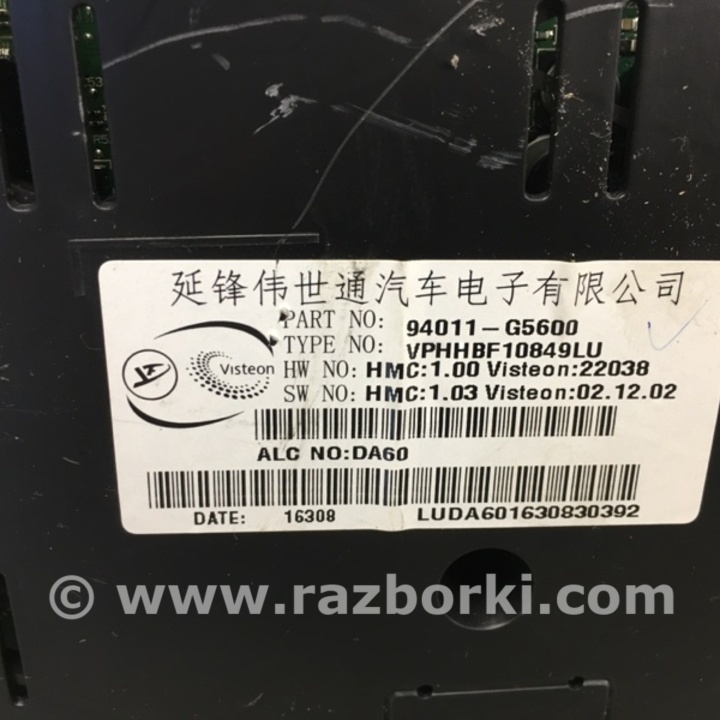 53
R5
延锋伟世通汽车电子有限公司
PART NO: 94011-G5600
TYPE NO: VPHHBF10849LU
Visteon
HW NO: HMC:1.00 Visteon:22038
SW NO: HMC:1.03 Visteon:02.12.02
ALC NO:DA60
DATE: 16308 LUDA601630830392
© www.razborki.com